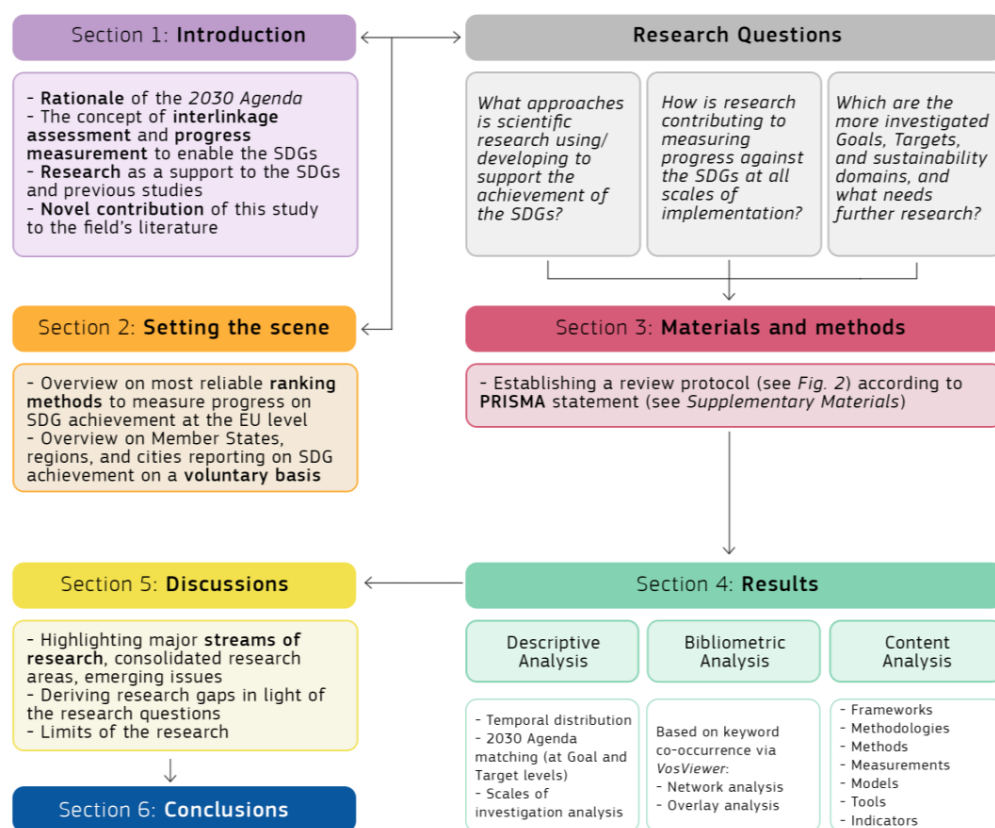 Section 1: Introduction
- Rationale of the 2030 Agenda
- The concept of interlinkage
assessment and progress
measurement to enable the SDGs
- Research as a support to the SDGs
and previous studies
- Novel contribution of this study
to the field's literature
Research Questions
What approaches
is scientific
research using/
developing to
support the
achievement of
the SDGs?
How is research
contributing to
measuring
progress against
the SDGs at all
scales of
implementation?
Which are the
more investigated
Goals, Targets,
and sustainability
domains, and
what needs
further research?
Section 2: Setting the scene
- Overview on most reliable ranking
methods to measure progress on
SDG achievement at the EU level
- Overview on Member States,
regions, and cities reporting on SDG
achievement on a voluntary basis
Section 3: Materials and methods
- Establishing a review protocol (see Fig. 2) according to
PRISMA statement (see Supplementary Materials)
Section 4: Results
Descriptive
Analysis
- Temporal distribution
- 2030 Agenda
matching (at Goal and
Target levels)
- Scales of
investigation analysis
Bibliometric
Analysis
Based on keyword
co-occurrence via
VosViewer:
- Network analysis
- Overlay analysis
Content
Analysis
- Frameworks
- Methodologies
- Methods
- Measurements
- Models
- Tools
- Indicators
Section 5: Discussions
- Highlighting major streams of
research, consolidated research
areas, emerging issues
- Deriving research gaps in light of
the research questions
- Limits of the research
Section 6: Conclusions